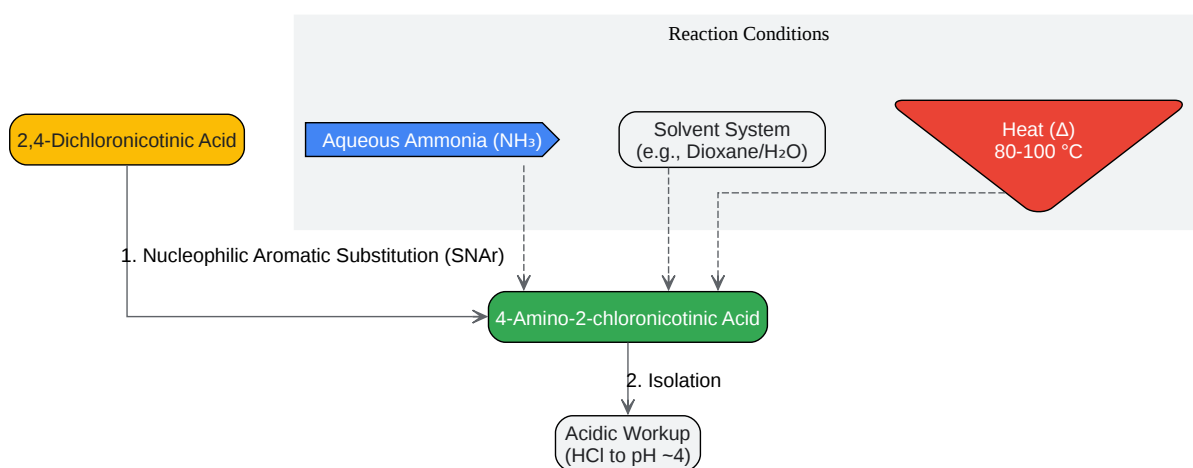 Reaction Conditions
2,4-Dichloronicotinic Acid
Aqueous Ammonia (NH₃)
Solvent System
(e.g., Dioxane/H₂O)
Heat (Δ)
80-100 °C
1. Nucleophilic Aromatic Substitution (SNAr)
4-Amino-2-chloronicotinic Acid
2. Isolation
Acidic Workup
(HCl to pH ~4)